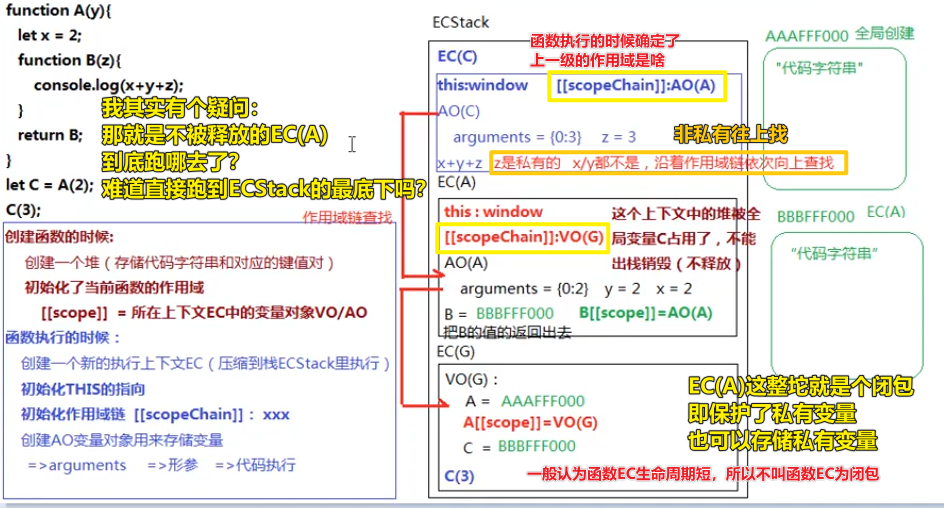 function A(y){
let x = 2;
function B(z){
console.log(x+y+z);
}
return B;
}
let C = A(2);
C(3);
我其实有个疑问：
那就是不被释放的EC(A)
到底跑哪去了？
难道直接跑到ECStack的最底下吗？
作用域链查找
创建函数的时候:
创建一个堆（存储代码字符串和对应的键值对）
初始化了当前函数的作用域
[[scope]] = 所在上下文EC中的变量对象VO/AO
函数执行的时候：
创建一个新的执行上下文EC（压缩到栈ECStack里执行）
初始化THIS的指向
初始化作用域链 [[scopeChain]]：xxx
创建AO变量对象用来存储变量
=>arguments =>形参 =>代码执行
ECStack
函数执行的时候确定了
上一级的作用域是啥
EC(C)
this:window [[scopeChain]]:AO(A)
AO(C)
arguments = {0:3} z = 3
非私有往上找
x+y+z z是私有的 x/y都不是，沿着作用域链依次向上查找
EC(A)
this : window
[[scopeChain]]:VO(G)
这个上下文中的堆被全
局变量C占用了，不能
出栈销毁（不释放）
AO(A)
arguments = {0:2} y = 2 x = 2
B = BBBFFF000 B[[scope]]=AO(A)
把B的值的返回出去
EC(G)
VO(G)：
A = AAAFFF000
A[[scope]]=VO(G)
C = BBBFFF000
C(3)
AAAFFF000 全局创建
"代码字符串"
BBBFFF000 EC(A)
"代码字符串"
EC(A)这整坨就是个闭包
即保护了私有变量
也可以存储私有变量
一般认为函数EC生命周期短，所以不叫函数EC为闭包